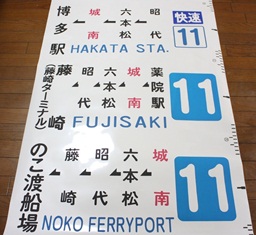 博多駅
城南
六本松
昭代
HAKATA STA.
快速
11
藤崎
(藤崎ターミナル)
昭代
六本松
城南
薬院駅
FUJISAKI
11
のこ渡船場
藤崎
昭代
六本松
城南
NOKO FERRYPORT
11